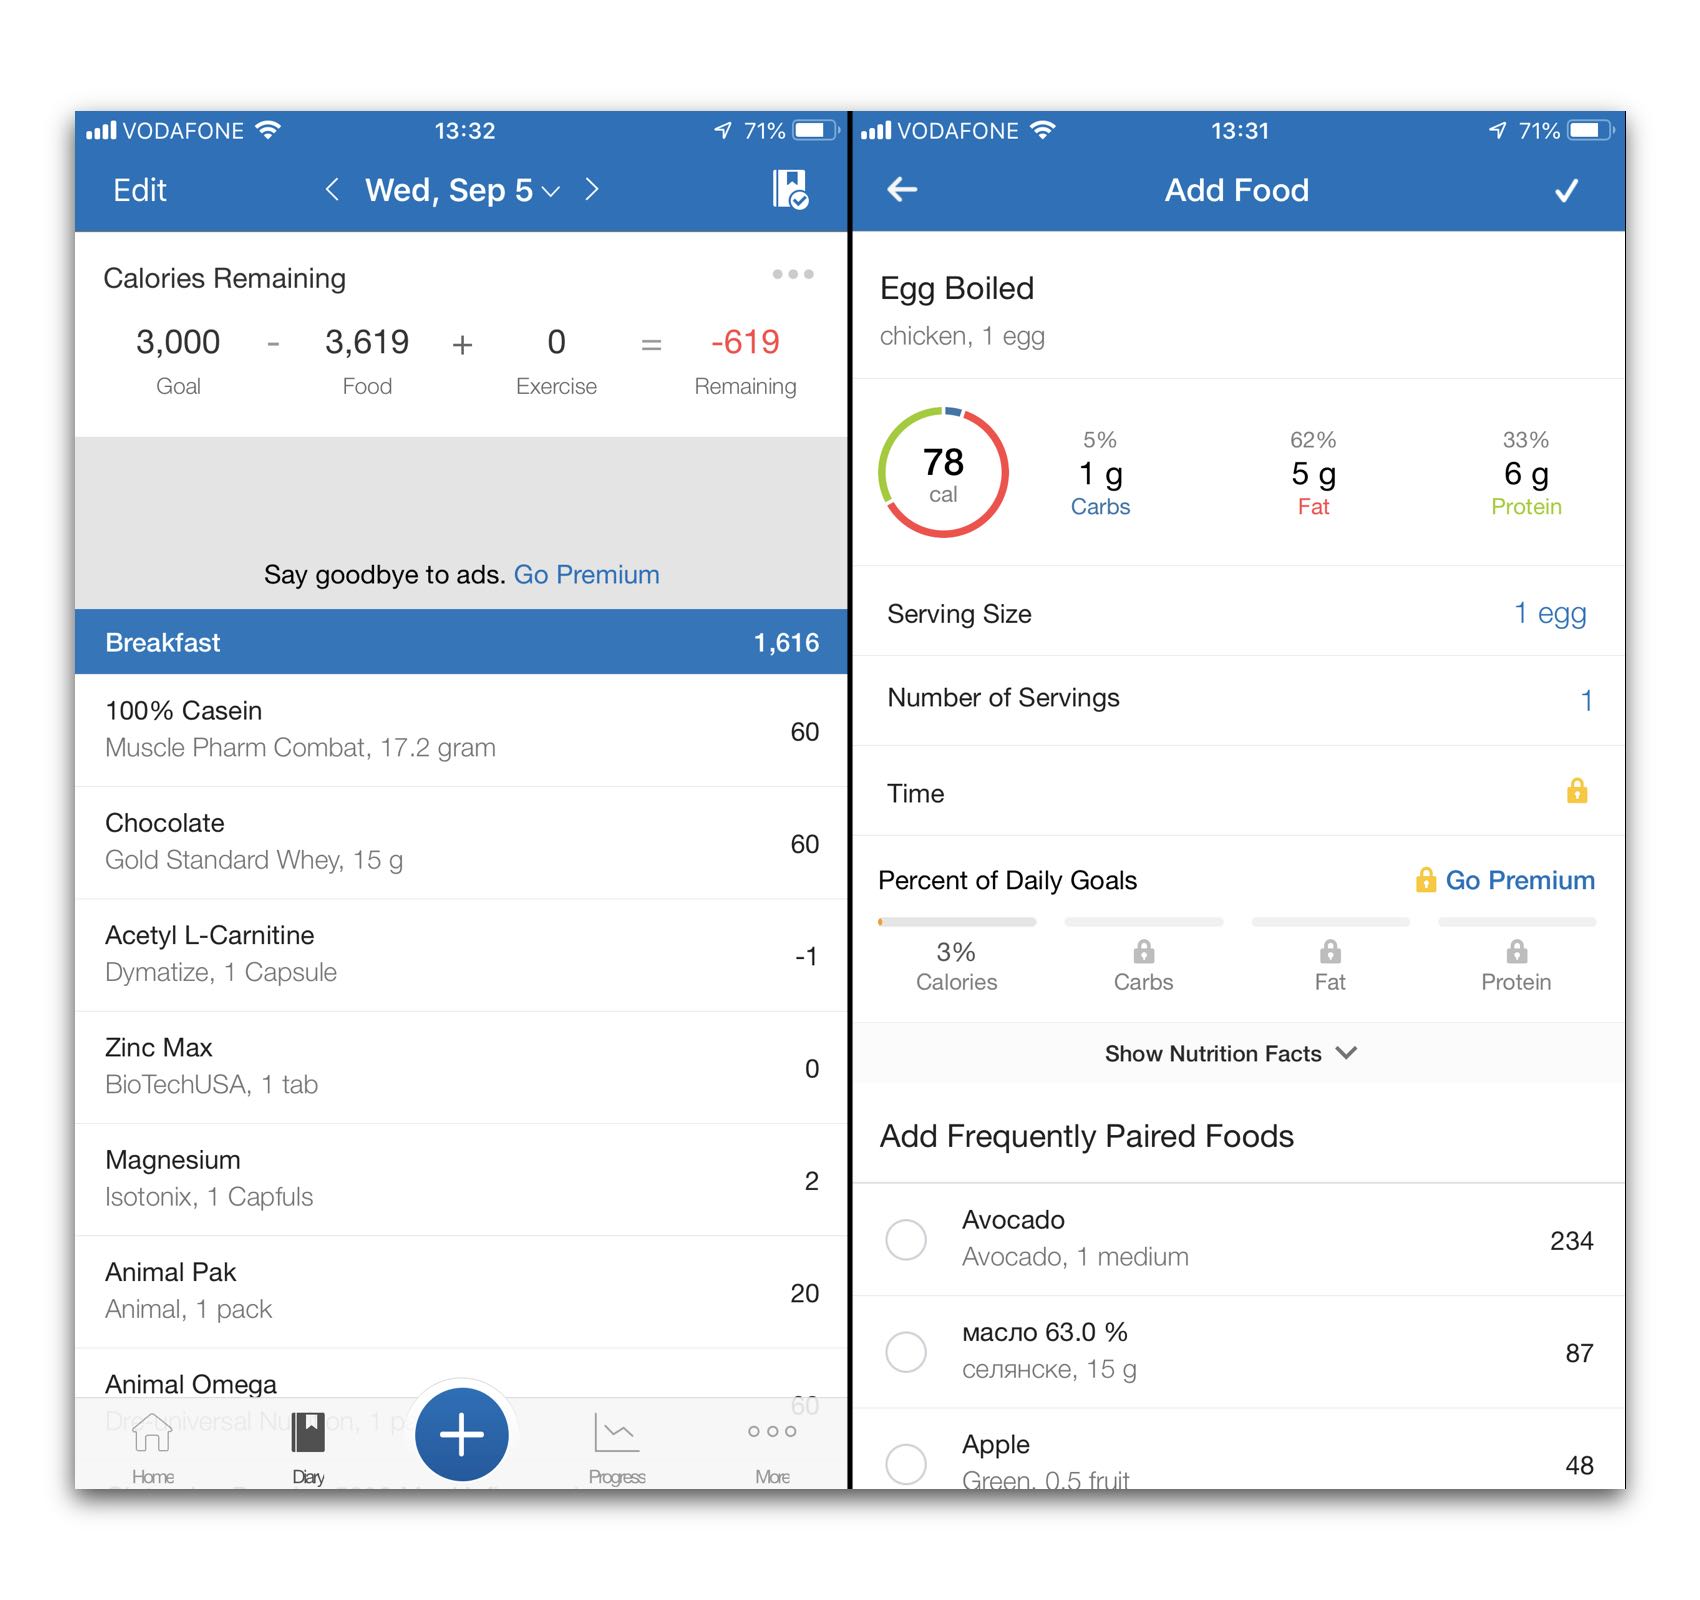 VODAFONE 13:32 71%
Edit Wed, Sep 5
Calories Remaining
3,000 - 3,619 + 0 = -619
Goal Food Exercise Remaining
Say goodbye to ads. Go Premium
Breakfast 1,616
100% Casein
Muscle Pharm Combat, 17.2 gram
60
Chocolate
Gold Standard Whey, 15 g
60
Acetyl L-Carnitine
Dymatize, 1 Capsule
-1
Zinc Max
BioTechUSA, 1 tab
0
Magnesium
Isotonix, 1 Capfuls
2
Animal Pak
Animal, 1 pack
20
Animal Omega
60
Home Diary Progress More
VODAFONE 13:31 71%
Add Food
Egg Boiled
chicken, 1 egg
78
cal
5% 62% 33%
1 g 5 g 6 g
Carbs Fat Protein
Serving Size 1 egg
Number of Servings 1
Time
Percent of Daily Goals Go Premium
3%
Calories Carbs Fat Protein
Show Nutrition Facts
Add Frequently Paired Foods
Avocado
Avocado, 1 medium
234
масло 63.0 %
селянске, 15 g
87
Apple
Green, 0.5 fruit
48